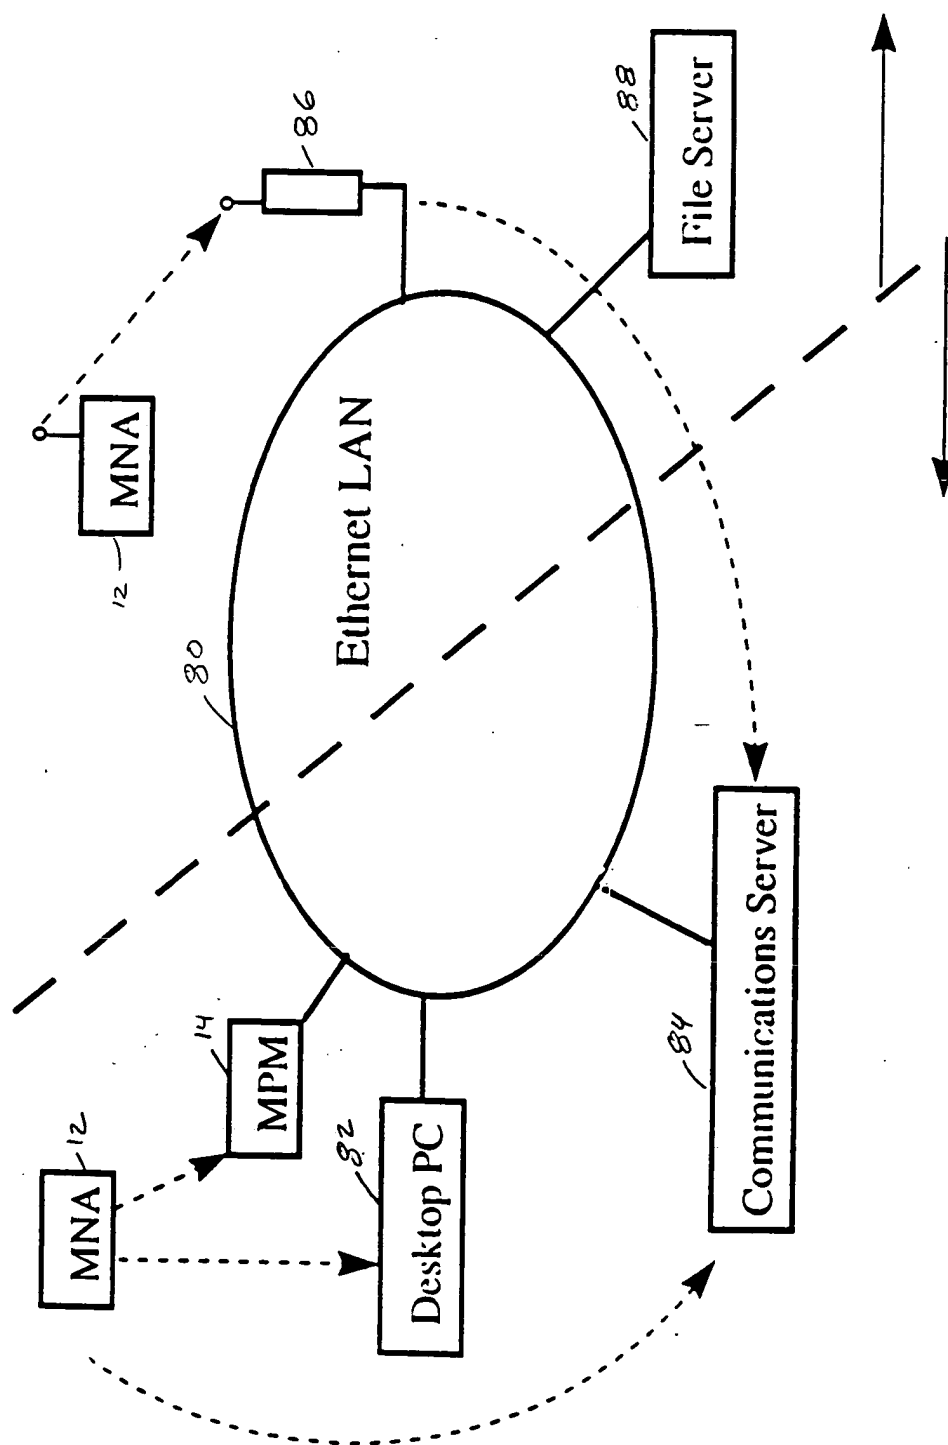 MNA
12
MPM
14
Desktop PC
82
Communications Server
84
80
Ethernet LAN
MNA
12
86
File Server
88